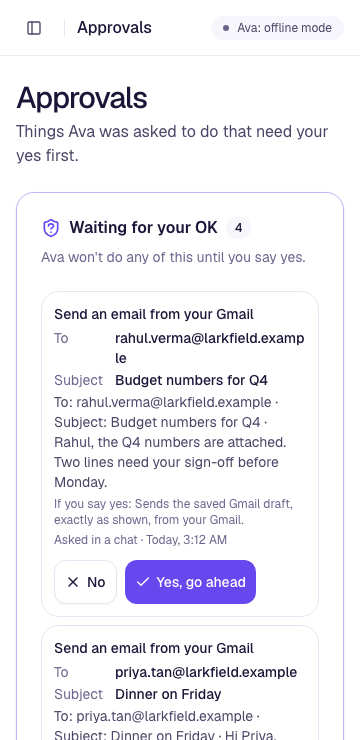 Approvals
Ava: offline mode
Approvals
Things Ava was asked to do that need your
yes first.
Waiting for your OK 4
Ava won't do any of this until you say yes.
Send an email from your Gmail
To rahul.verma@larkfield.examp
le
Subject Budget numbers for Q4
To: rahul.verma@larkfield.example ·
Subject: Budget numbers for Q4 ·
Rahul, the Q4 numbers are attached.
Two lines need your sign-off before
Monday.
If you say yes: Sends the saved Gmail draft,
exactly as shown, from your Gmail.
Asked in a chat · Today, 3:12 AM
No
Yes, go ahead
Send an email from your Gmail
To priya.tan@larkfield.example
Subject Dinner on Friday
To: priya.tan@larkfield.example ·
Subject: Dinner on Friday · Hi Priya,